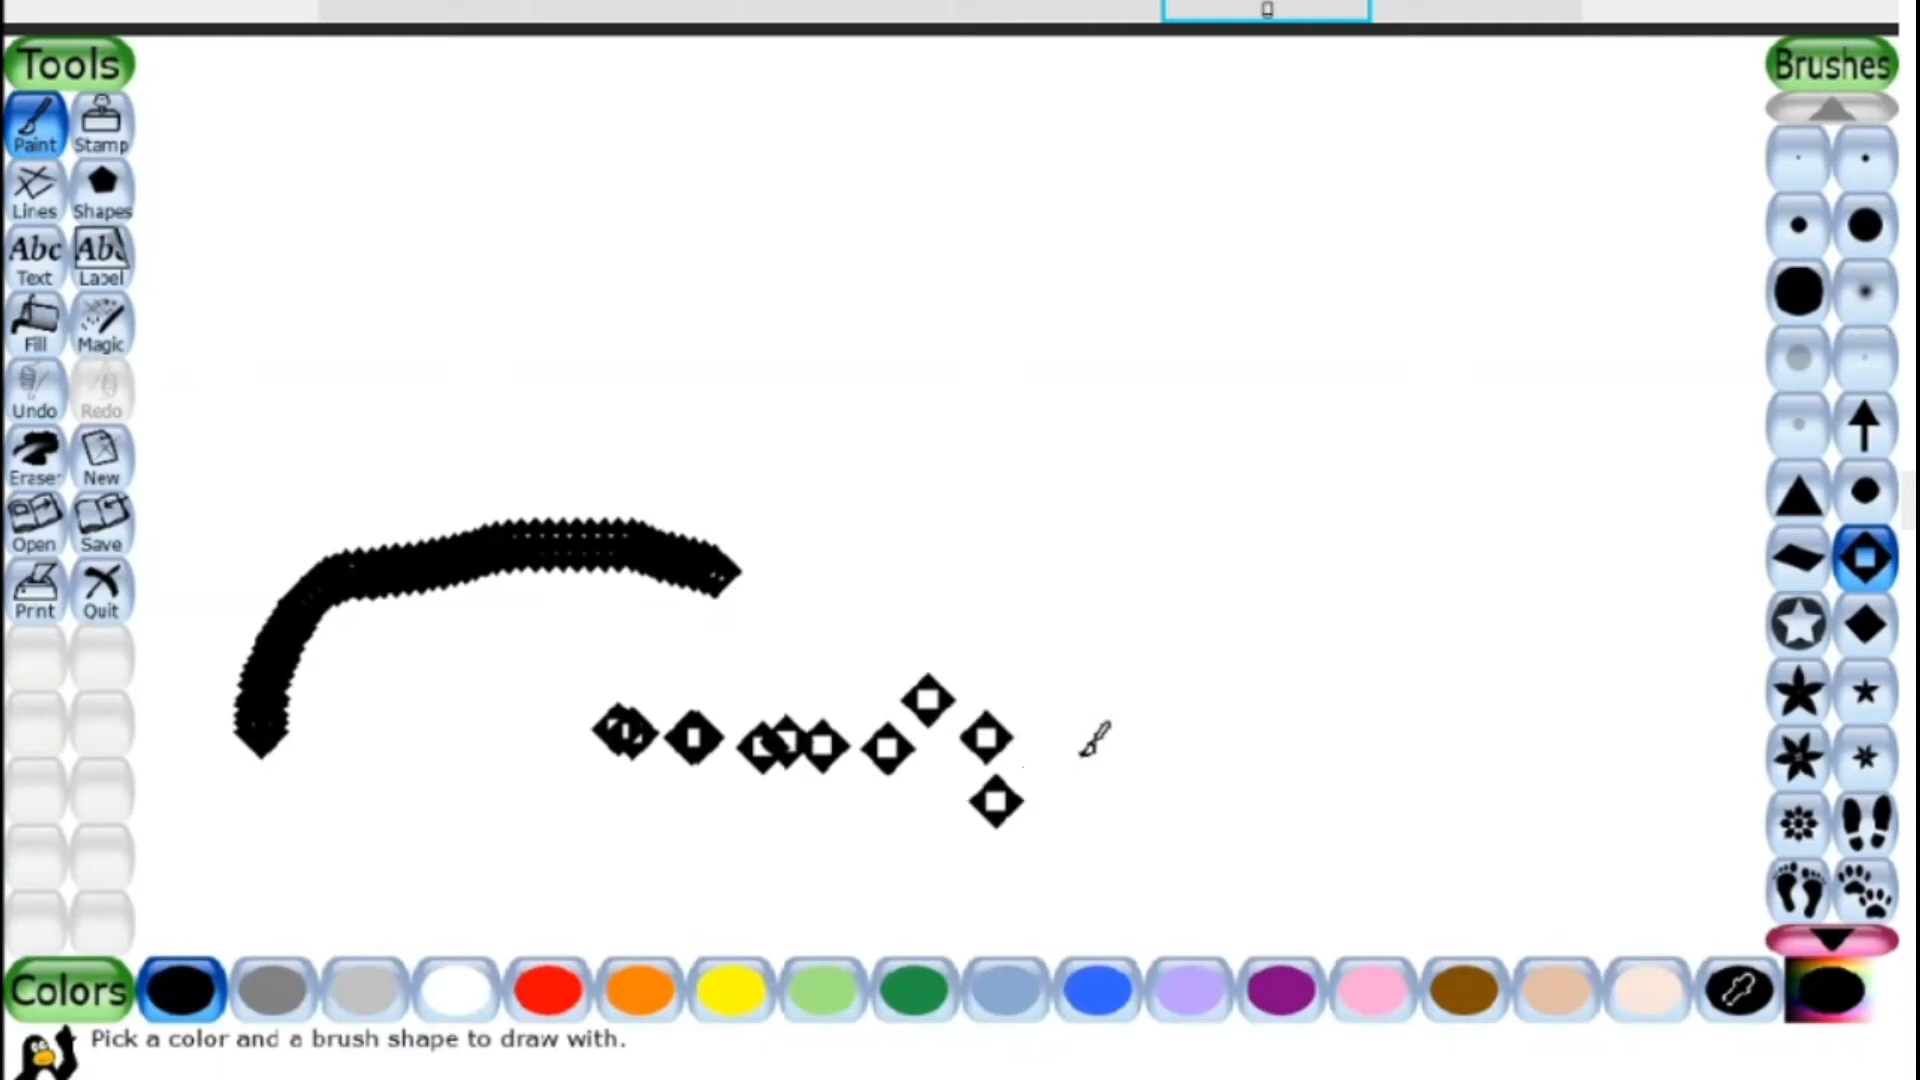 Tools
Brushes
Paint
Stamp
Lines
Shapes
Abc
Abc
Text
Label
Fill
Magic
Undo
Redo
Eraser
New
Open
Save
Print
Quit
Colors
Pick a color and a brush shape to draw with.